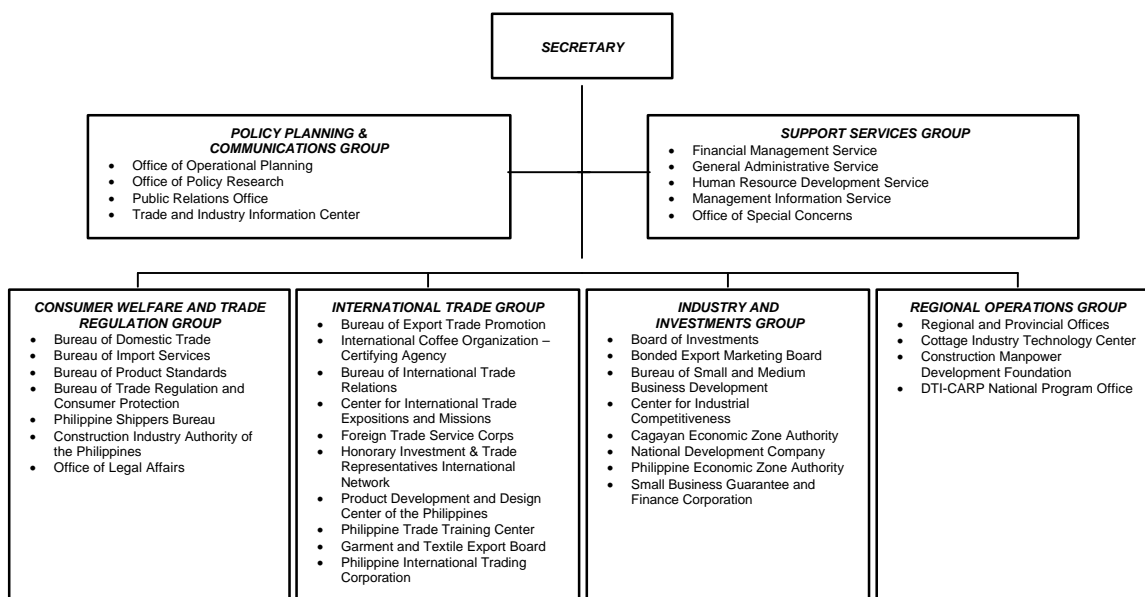 SECRETARY
POLICY PLANNING &
COMMUNICATIONS GROUP
• Office of Operational Planning
• Office of Policy Research
• Public Relations Office
• Trade and Industry Information Center
SUPPORT SERVICES GROUP
• Financial Management Service
• General Administrative Service
• Human Resource Development Service
• Management Information Service
• Office of Special Concerns
CONSUMER WELFARE AND TRADE
REGULATION GROUP
• Bureau of Domestic Trade
• Bureau of Import Services
• Bureau of Product Standards
• Bureau of Trade Regulation and
Consumer Protection
• Philippine Shippers Bureau
• Construction Industry Authority of
the Philippines
• Office of Legal Affairs
INTERNATIONAL TRADE GROUP
• Bureau of Export Trade Promotion
• International Coffee Organization –
Certifying Agency
• Bureau of International Trade
Relations
• Center for International Trade
Expositions and Missions
• Foreign Trade Service Corps
• Honorary Investment & Trade
Representatives International
Network
• Product Development and Design
Center of the Philippines
• Philippine Trade Training Center
• Garment and Textile Export Board
• Philippine International Trading
Corporation
INDUSTRY AND
INVESTMENTS GROUP
• Board of Investments
• Bonded Export Marketing Board
• Bureau of Small and Medium
Business Development
• Center for Industrial
Competitiveness
• Cagayan Economic Zone Authority
• National Development Company
• Philippine Economic Zone Authority
• Small Business Guarantee and
Finance Corporation
REGIONAL OPERATIONS GROUP
• Regional and Provincial Offices
• Cottage Industry Technology Center
• Construction Manpower
Development Foundation
• DTI-CARP National Program Office